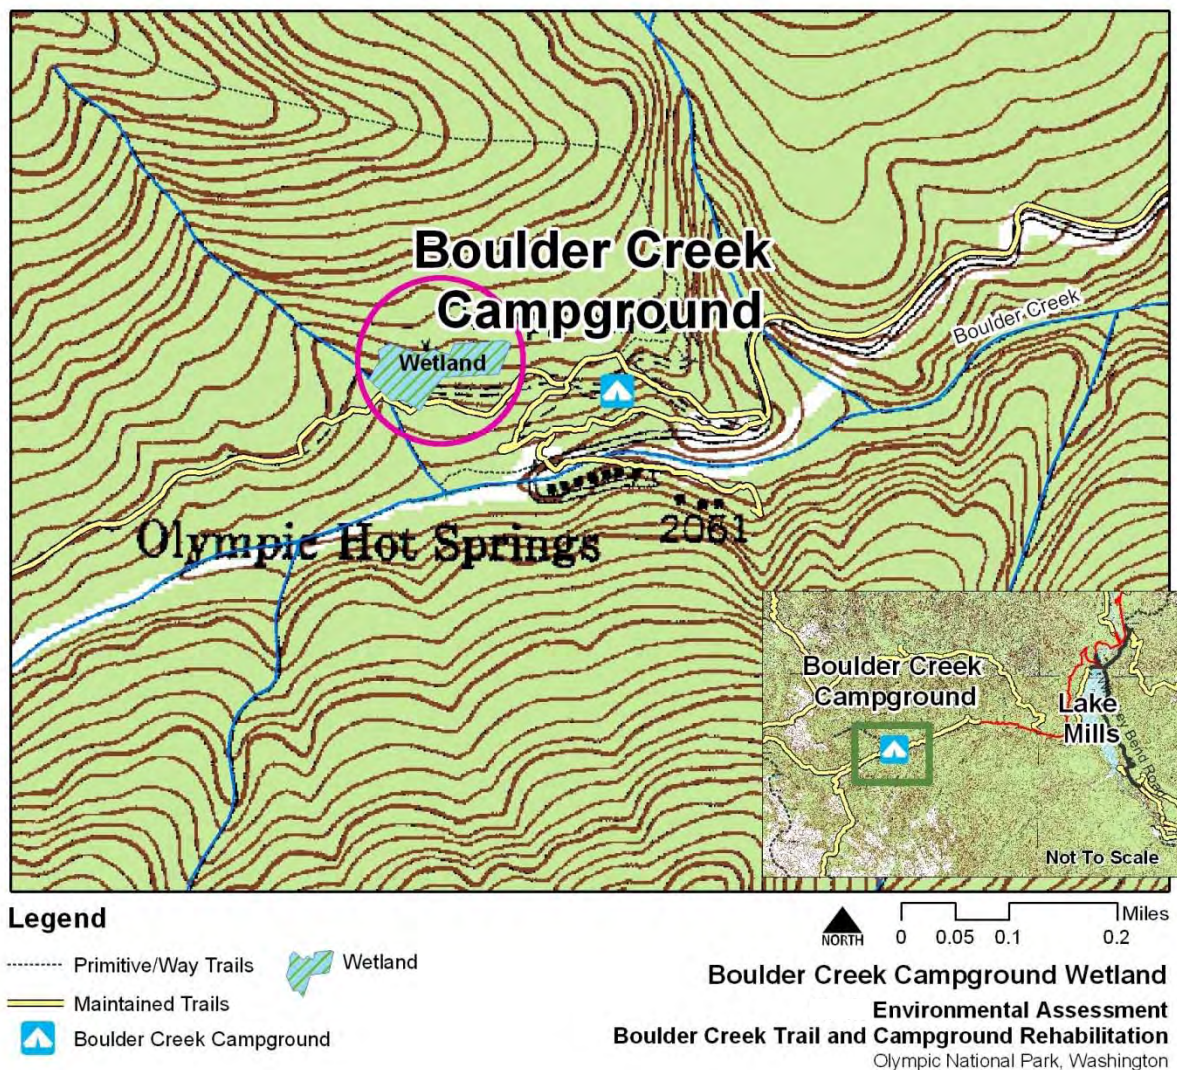 Boulder Creek
Campground
Wetland
Boulder Creek
Olympic Hot Springs
2061
Boulder Creek
Campground
Lake
Mills
Not To Scale
Legend
Primitive/Way Trails
Wetland
Maintained Trails
Boulder Creek Campground
NORTH
0 0.05 0.1 0.2
Miles
Boulder Creek Campground Wetland
Environmental Assessment
Boulder Creek Trail and Campground Rehabilitation
Olympic National Park, Washington